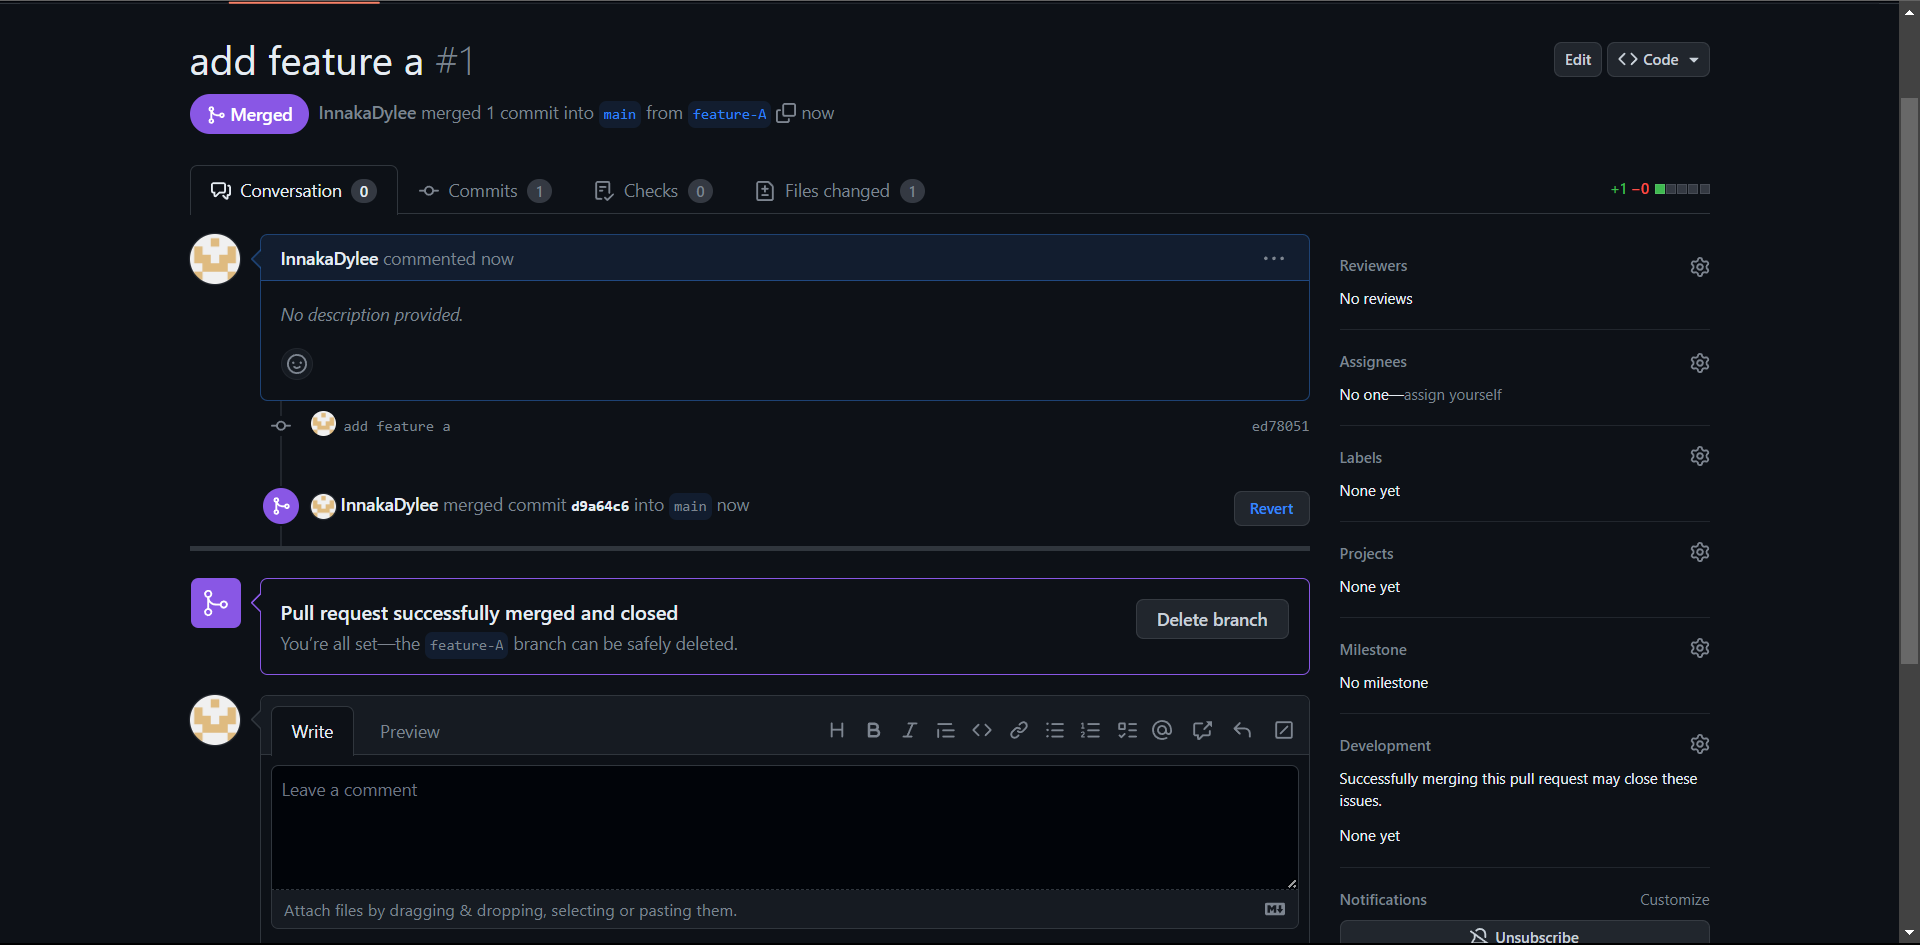 add feature a #1
Edit
Code
Merged
InnakaDylee merged 1 commit into main from feature-A now
Conversation 0
Commits 1
Checks 0
Files changed 1
+1 −0
InnakaDylee commented now
No description provided.
add feature a
ed78051
InnakaDylee merged commit d9a64c6 into main now
Revert
Pull request successfully merged and closed
You’re all set—the feature-A branch can be safely deleted.
Delete branch
Write
Preview
Leave a comment
Attach files by dragging & dropping, selecting or pasting them.
Reviewers
No reviews
Assignees
No one—assign yourself
Labels
None yet
Projects
None yet
Milestone
No milestone
Development
Successfully merging this pull request may close these
issues.
None yet
Notifications
Customize
Unsubscribe